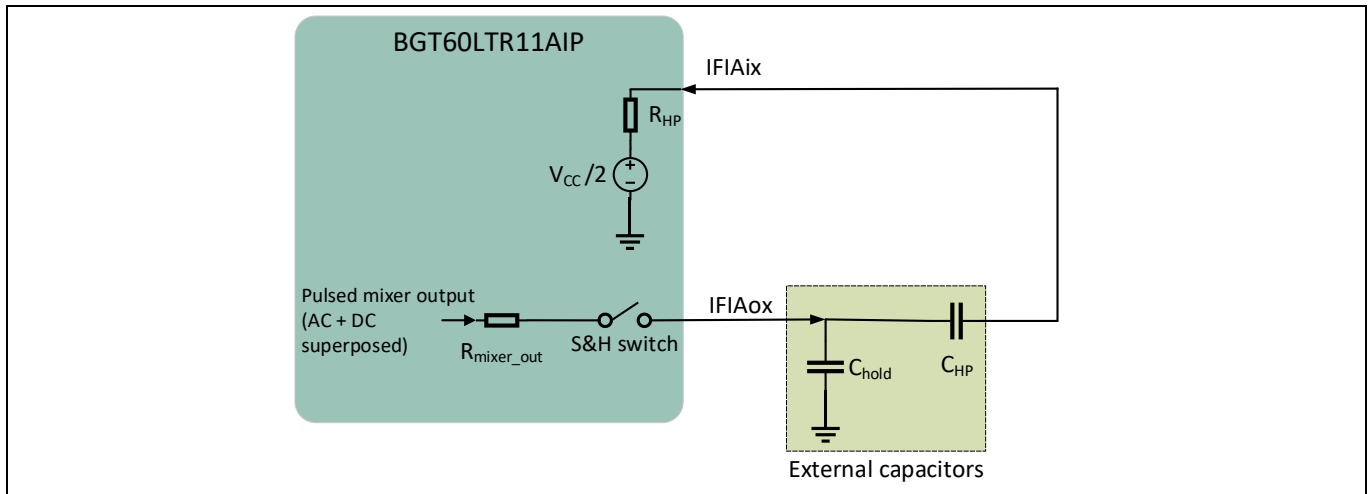 BGT60LTR11AIP
IFIAix
R_HP
V_CC /2
+
−
Pulsed mixer output
(AC + DC
superposed)
R_mixer_out
S&H switch
IFIAox
C_hold
C_HP
External capacitors